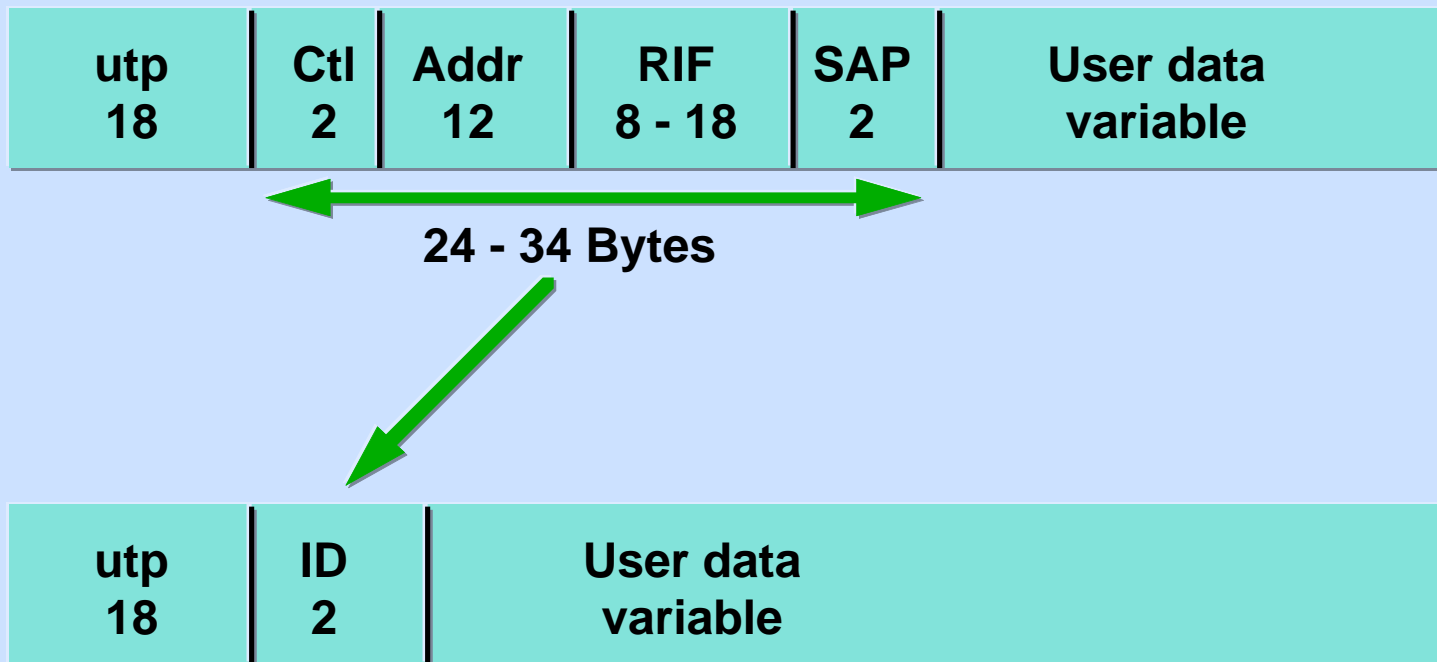 utp Ctl Addr RIF SAP User data
18 2 12 8 - 18 2 variable
24 - 34 Bytes
utp ID User data
18 2 variable